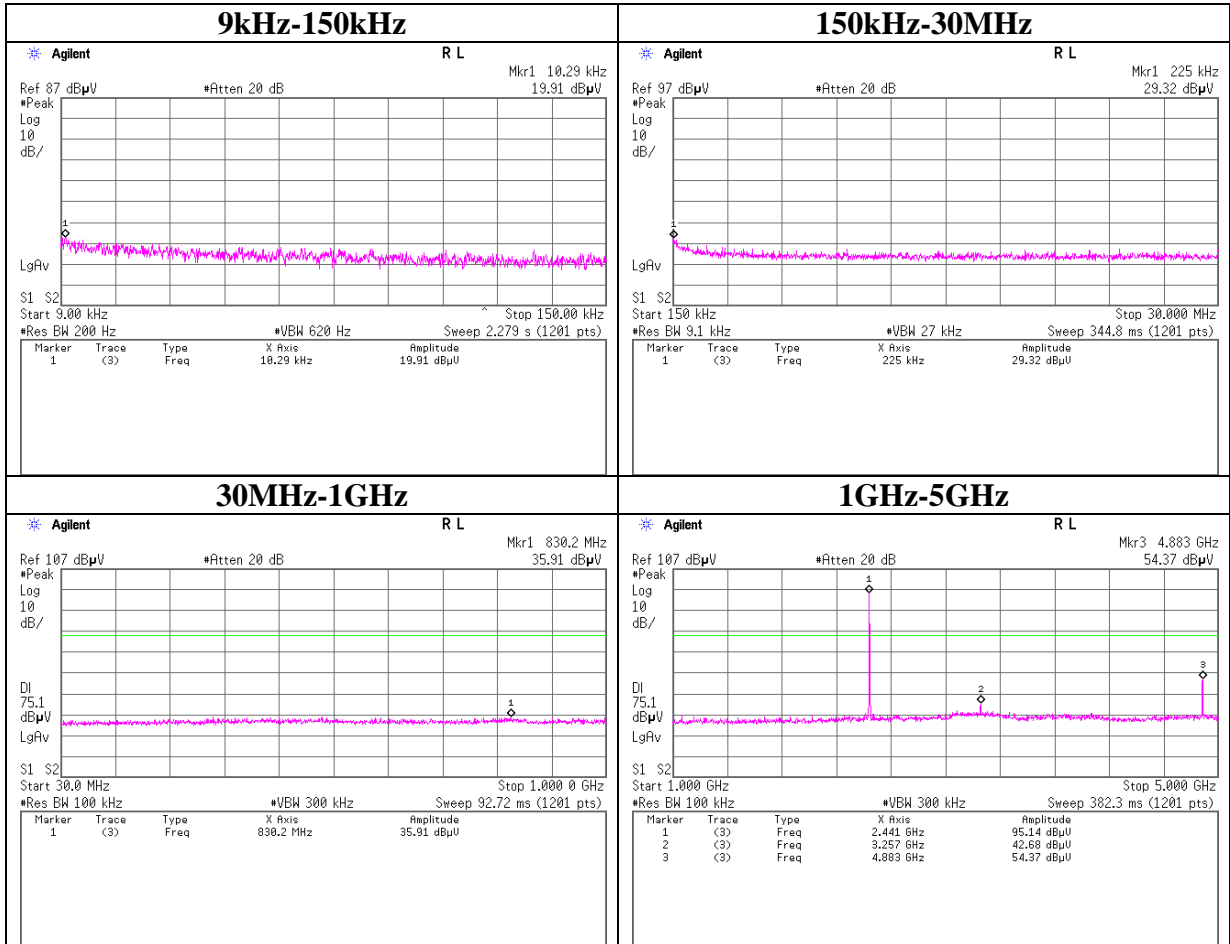 9kHz-150kHz
Agilent R L
Mkr1 10.29 kHz
Ref 87 dBµV #Atten 20 dB 19.91 dBµV
#Peak
Log
10
dB/
1
LgAv
S1 S2
Start 9.00 kHz ^ Stop 150.00 kHz
#Res BW 200 Hz #VBW 620 Hz Sweep 2.279 s (1201 pts)
Marker Trace Type X Axis Amplitude
1 (3) Freq 10.29 kHz 19.91 dBµV
150kHz-30MHz
Agilent R L
Mkr1 225 kHz
Ref 97 dBµV #Atten 20 dB 29.32 dBµV
#Peak
Log
10
dB/
1
LgAv
S1 S2
Start 150 kHz Stop 30.000 MHz
#Res BW 9.1 kHz #VBW 27 kHz Sweep 344.8 ms (1201 pts)
Marker Trace Type X Axis Amplitude
1 (3) Freq 225 kHz 29.32 dBµV
30MHz-1GHz
Agilent R L
Mkr1 830.2 MHz
Ref 107 dBµV #Atten 20 dB 35.91 dBµV
#Peak
Log
10
dB/
DI
75.1
dBµV
1
LgAv
S1 S2
Start 30.0 MHz Stop 1.000 0 GHz
#Res BW 100 kHz #VBW 300 kHz Sweep 92.72 ms (1201 pts)
Marker Trace Type X Axis Amplitude
1 (3) Freq 830.2 MHz 35.91 dBµV
1GHz-5GHz
Agilent R L
Mkr3 4.883 GHz
Ref 107 dBµV #Atten 20 dB 54.37 dBµV
#Peak
1
Log
10
dB/
3
DI
2
75.1
dBµV
LgAv
S1 S2
Start 1.000 GHz Stop 5.000 GHz
#Res BW 100 kHz #VBW 300 kHz Sweep 382.3 ms (1201 pts)
Marker Trace Type X Axis Amplitude
1 (3) Freq 2.441 GHz 95.14 dBµV
2 (3) Freq 3.257 GHz 42.68 dBµV
3 (3) Freq 4.883 GHz 54.37 dBµV